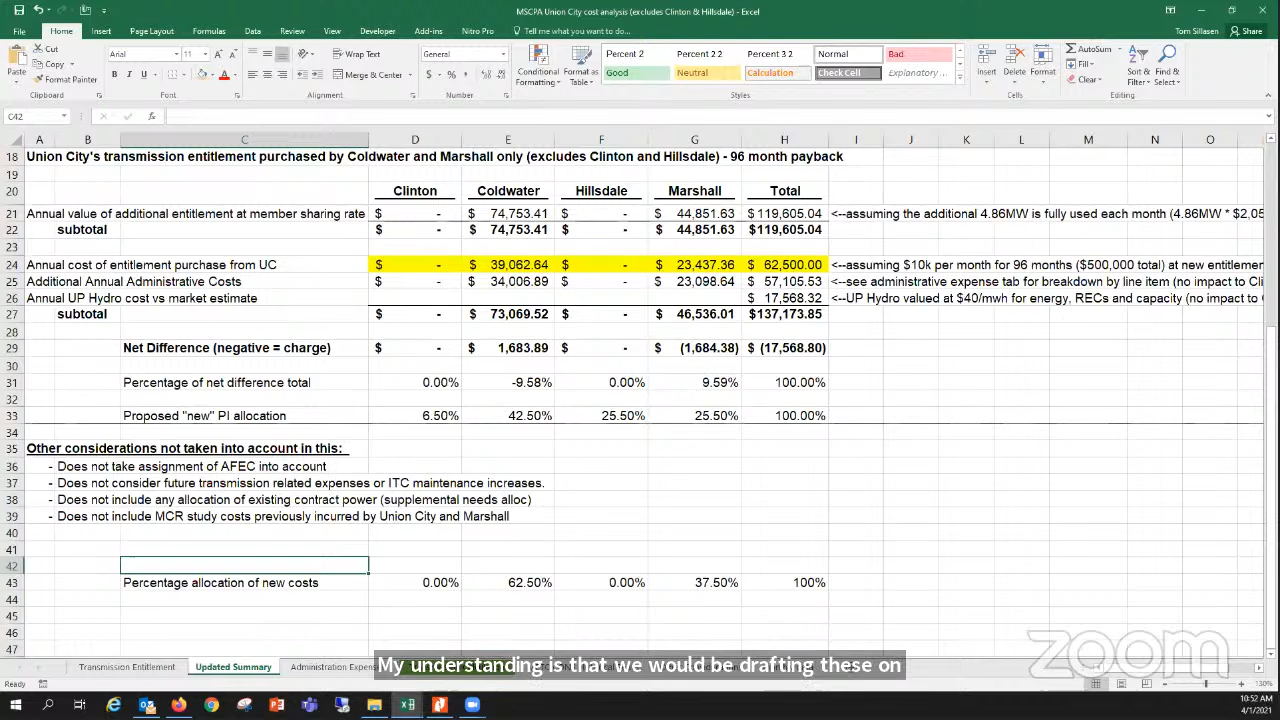 MSCPA Union City cost analysis (excludes Clinton & Hillsdale) - Excel
File Home Insert Page Layout Formulas Data Review View Developer Add-ins Nitro Pro Tell me what you want to do... Tom Sillasen Share
Cut
Copy
Format Painter
Paste
Clipboard
Arial 11
Font
Wrap Text
Merge & Center
Alignment
General
Number
Conditional Formatting
Format as Table
Percent 2 Percent 2 2 Percent 3 2 Normal Bad
Good Neutral Calculation Check Cell Explanatory ...
Styles
Insert Delete Format
Cells
AutoSum
Fill
Clear
Sort & Filter
Find & Select
Editing
C42
A B C D E F G H I J K L M N O
18 Union City's transmission entitlement purchased by Coldwater and Marshall only (excludes Clinton and Hillsdale) - 96 month payback
19
20 Clinton Coldwater Hillsdale Marshall Total
21 Annual value of additional entitlement at member sharing rate $ - $ 74,753.41 $ - $ 44,851.63 $119,605.04 <--assuming the additional 4.86MW is fully used each month (4.86MW * $2,05
22 subtotal $ - $ 74,753.41 $ - $ 44,851.63 $119,605.04
23
24 Annual cost of entitlement purchase from UC $ - $ 39,062.64 $ - $ 23,437.36 $ 62,500.00 <--assuming $10k per month for 96 months ($500,000 total) at new entitlemen
25 Additional Annual Administrative Costs $ - $ 34,006.89 $ - $ 23,098.64 $ 57,105.53 <--see administrative expense tab for breakdown by line item (no impact to Cli
26 Annual UP Hydro cost vs market estimate $ 17,568.32 <--UP Hydro valued at $40/mwh for energy, RECs and capacity (no impact to
27 subtotal $ - $ 73,069.52 $ - $ 46,536.01 $137,173.85
28
29 Net Difference (negative = charge) $ - $ 1,683.89 $ - $ (1,684.38) $ (17,568.80)
30
31 Percentage of net difference total 0.00% -9.58% 0.00% 9.59% 100.00%
32
33 Proposed "new" PI allocation 6.50% 42.50% 25.50% 25.50% 100.00%
34
35 Other considerations not taken into account in this:
36 - Does not take assignment of AFEC into account
37 - Does not consider future transmission related expenses or ITC maintenance increases.
38 - Does not include any allocation of existing contract power (supplemental needs alloc)
39 - Does not include MCR study costs previously incurred by Union City and Marshall
40
41
42
43 Percentage allocation of new costs 0.00% 62.50% 0.00% 37.50% 100%
44
45
46
47
zoom
Transmission Entitlement Updated Summary Administration Expens
My understanding is that we would be drafting these on
Ready 130%
10:52 AM
4/1/2021